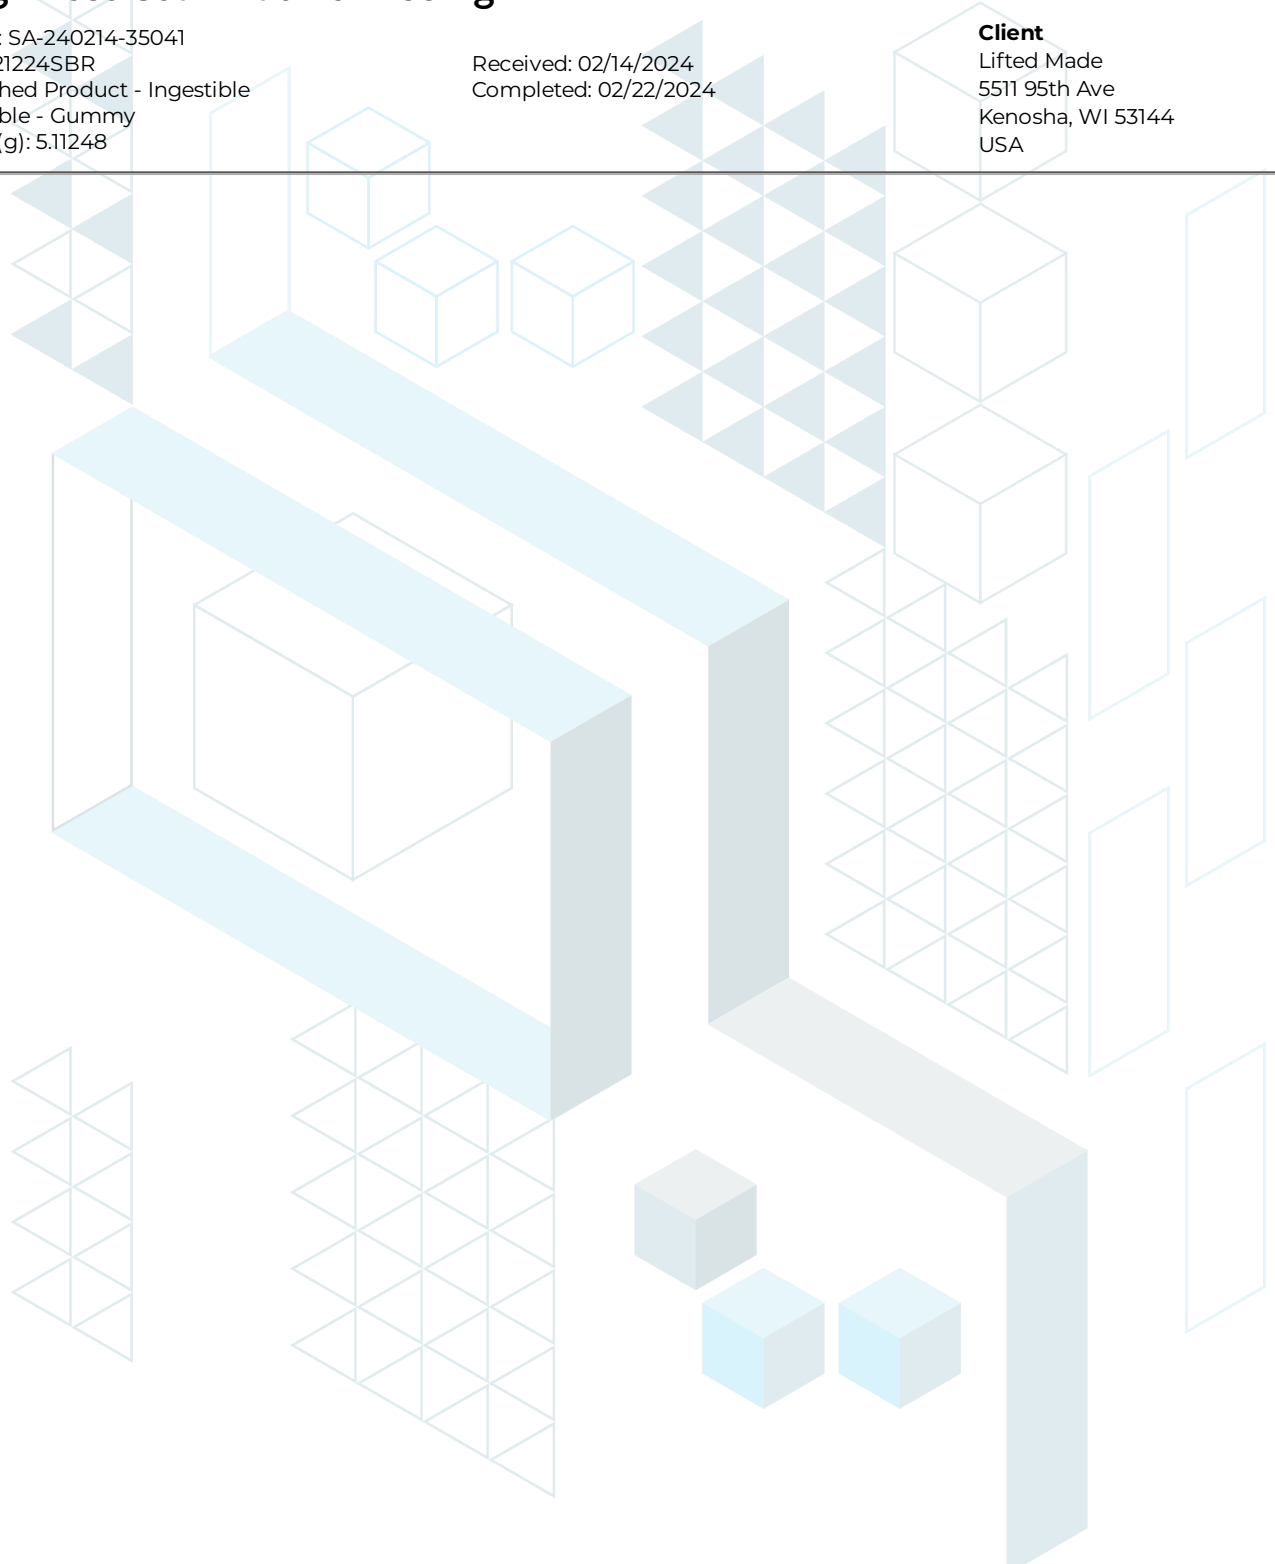 : SA-240214-35041
21224SBR
hed Product - Ingestible
ble - Gummy
(g): 5.11248
Received: 02/14/2024
Completed: 02/22/2024
Client
Lifted Made
5511 95th Ave
Kenosha, WI 53144
USA